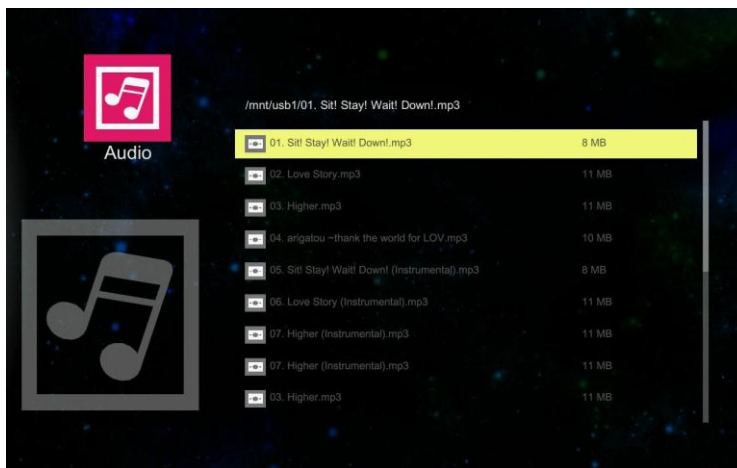 Audio
/mnt/usb1/01. Sit! Stay! Wait! Down!.mp3
01. Sit! Stay! Wait! Down!.mp3 8 MB
02. Love Story.mp3 11 MB
03. Higher.mp3 11 MB
04. arigatou ~thank the world for LOV.mp3 10 MB
05. Sit! Stay! Wait! Down! (Instrumental).mp3 8 MB
06. Love Story (Instrumental).mp3 11 MB
07. Higher (Instrumental).mp3 11 MB
07. Higher (Instrumental).mp3 11 MB
03. Higher.mp3 11 MB